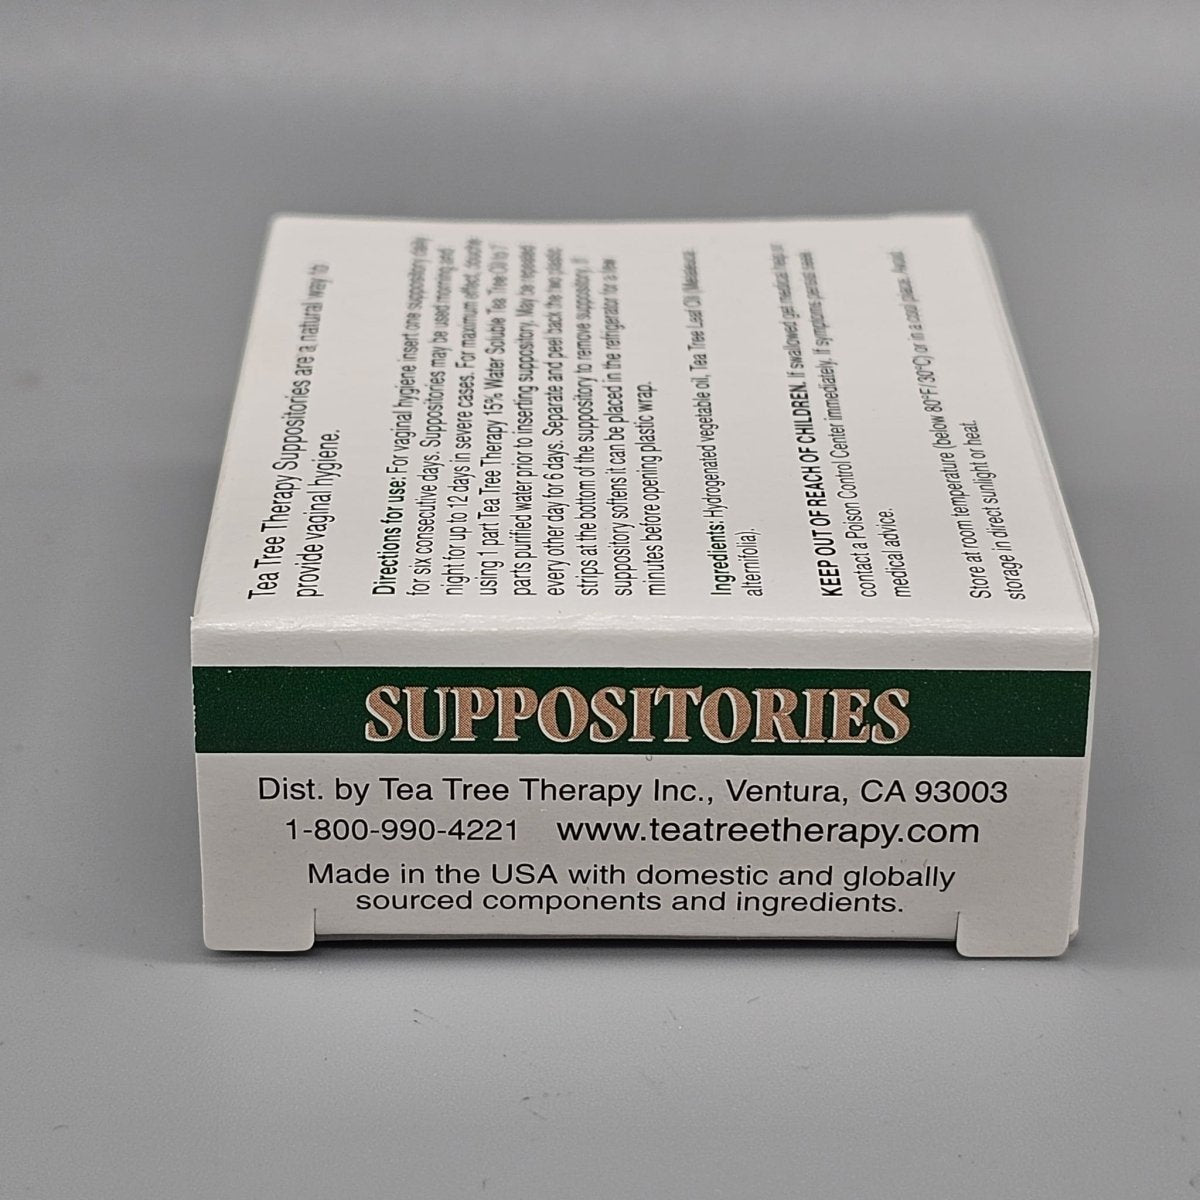 Tea Tree Therapy Suppositories are a natural way to
provide vaginal hygiene.
Directions for use: For vaginal hygiene insert one suppository daily
for six consecutive days. Suppositories may be used morning and
night for up to 12 days in severe cases. For maximum effect, douche
using 1 part Tea Tree Therapy 15% Water Soluble Tea Tree Oil to 7
parts purified water prior to inserting suppository. May be repeated
every other day for 6 days. Separate and peel back the two plastic
strips at the bottom of the suppository to remove suppository. If
suppository softens it can be placed in the refrigerator for a few
minutes before opening plastic wrap.
Ingredients: Hydrogenated vegetable oil, Tea Tree Leaf Oil (Melaleuca
alternifolia).
KEEP OUT OF REACH OF CHILDREN. If swallowed get medical help or
contact a Poison Control Center immediately. If symptoms persist seek
medical advice.
Store at room temperature (below 80°F/30°C) or in a cool place. Avoid
storage in direct sunlight or heat.
SUPPOSITORIES
Dist. by Tea Tree Therapy Inc., Ventura, CA 93003
1-800-990-4221 www.teatreetherapy.com
Made in the USA with domestic and globally
sourced components and ingredients.